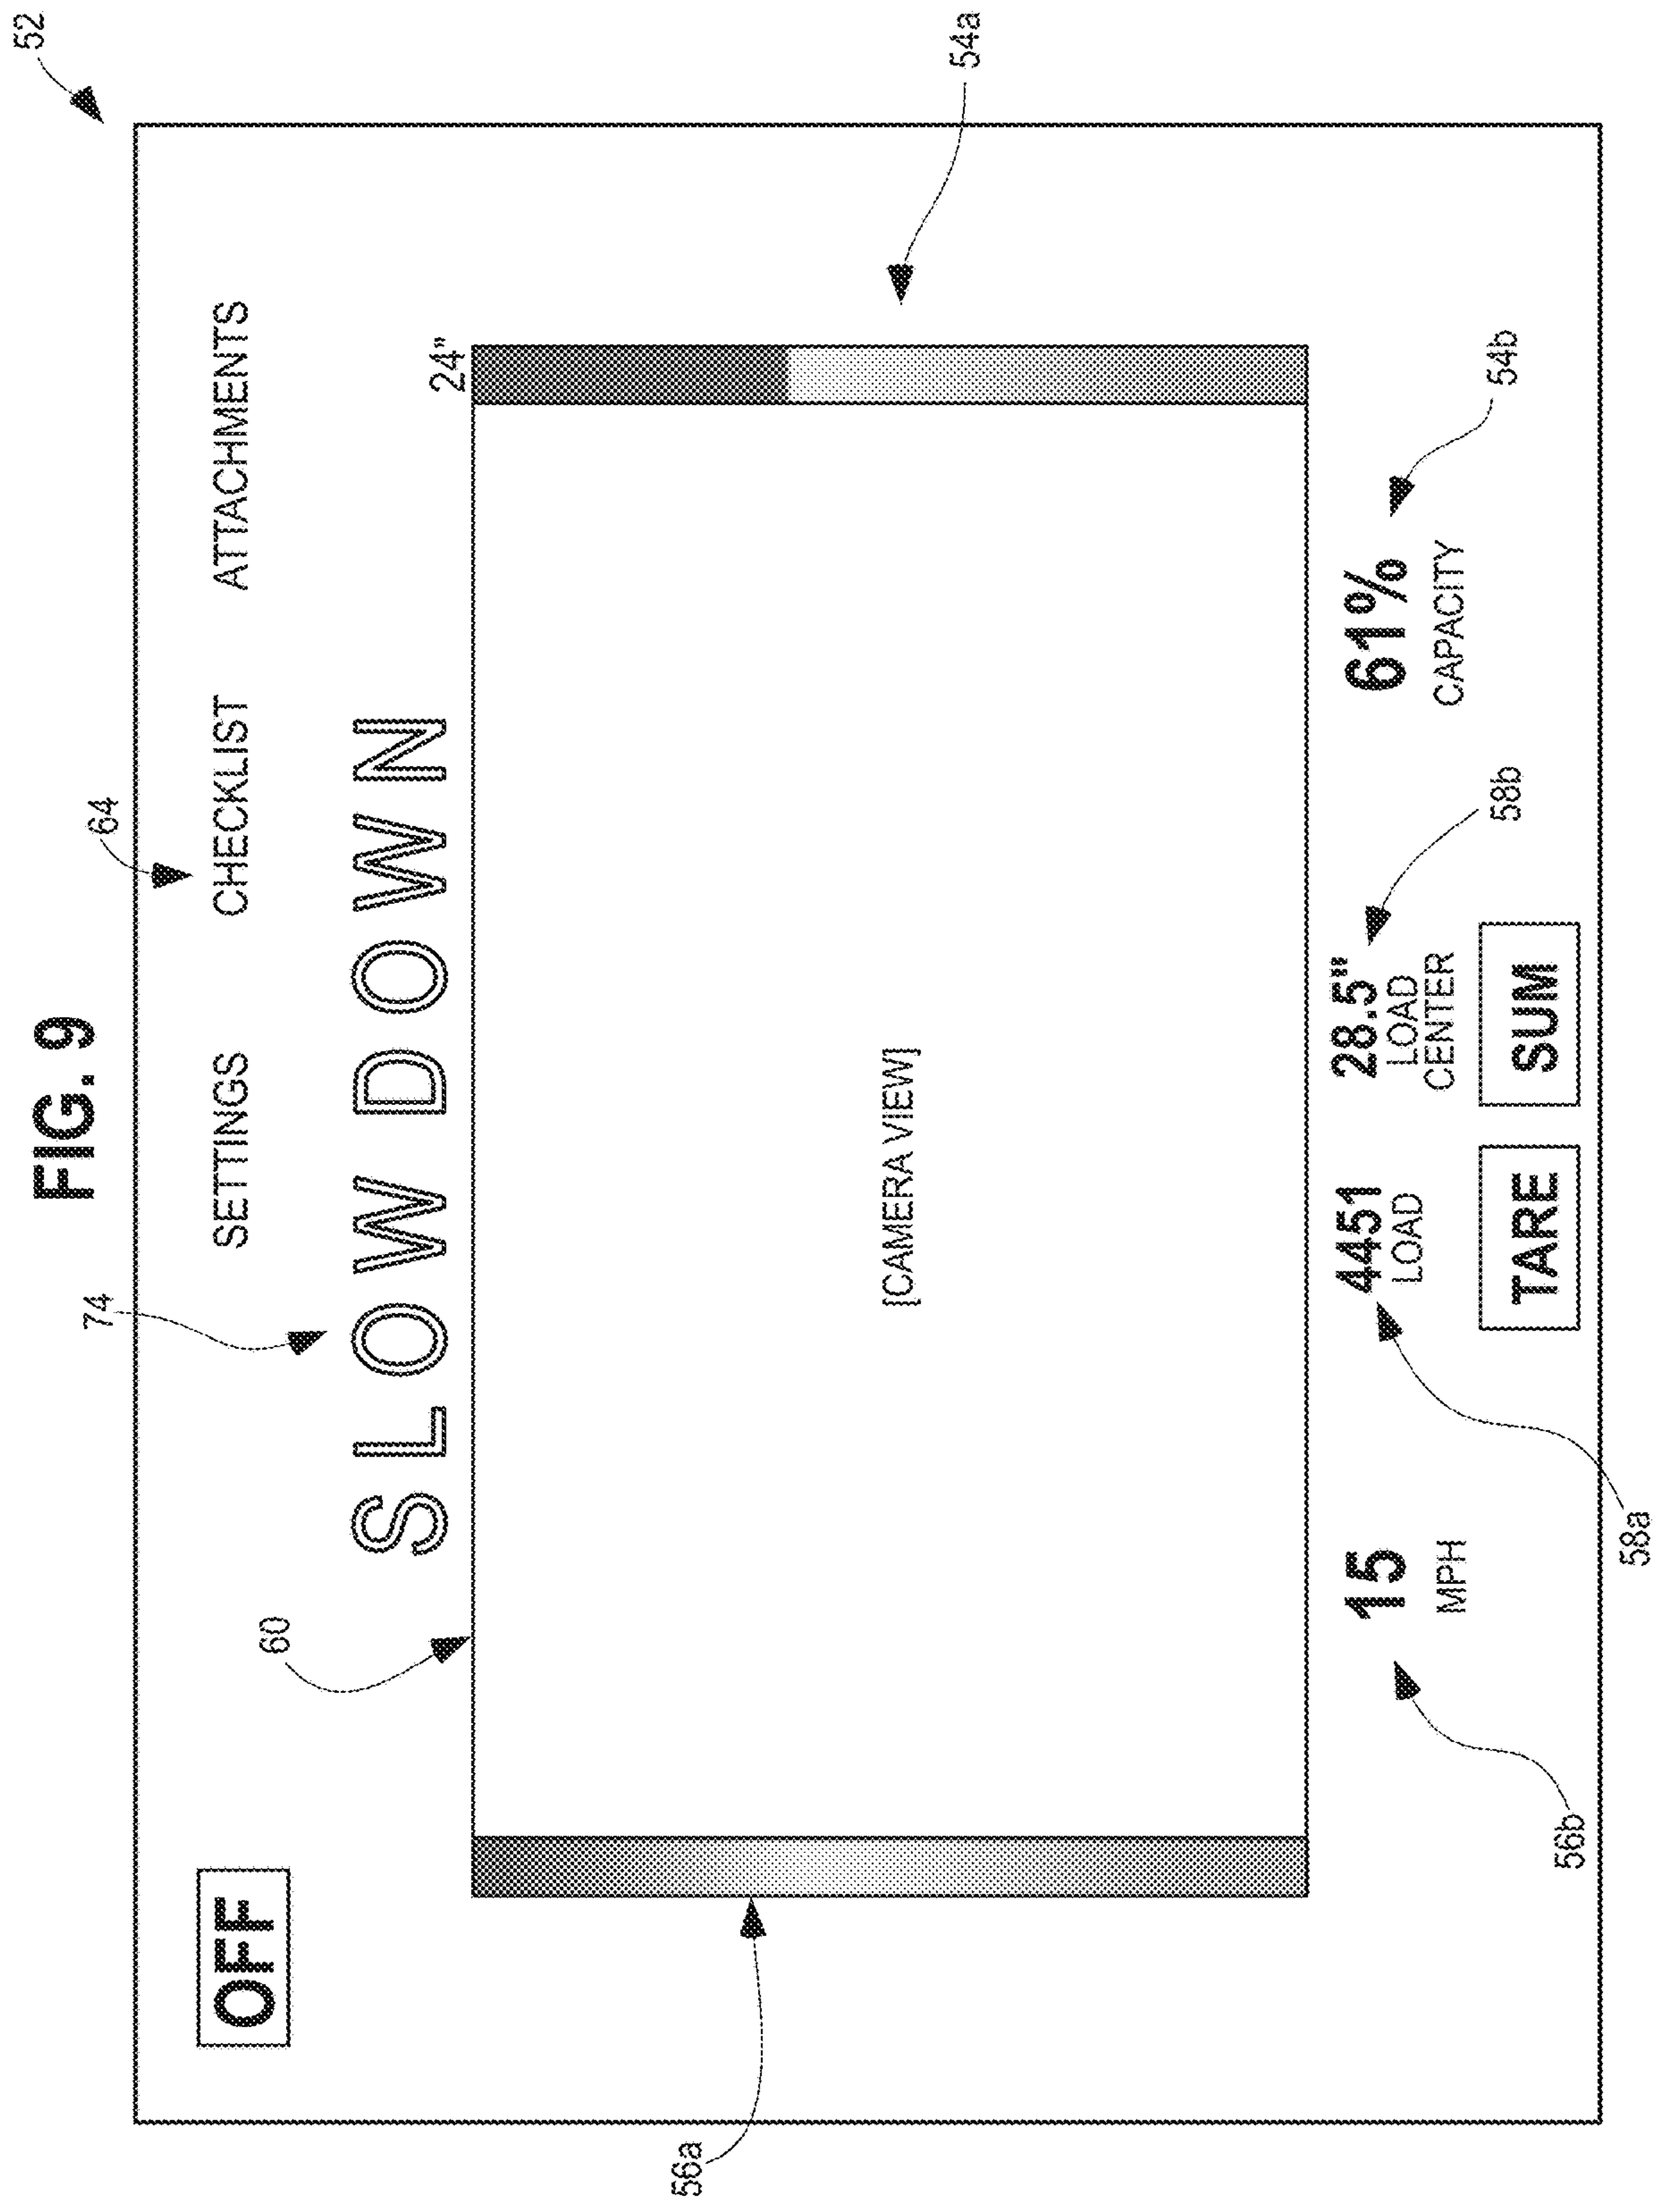 FIG. 9
52
64
74
OFF
SETTINGS CHECKLIST ATTACHMENTS
60
SLOW DOWN
24"
56a
[CAMERA VIEW]
54a
15
MPH
4451
LOAD
28.5"
LOAD
CENTER
61%
CAPACITY
TARE
SUM
56b
58a
58b
54b